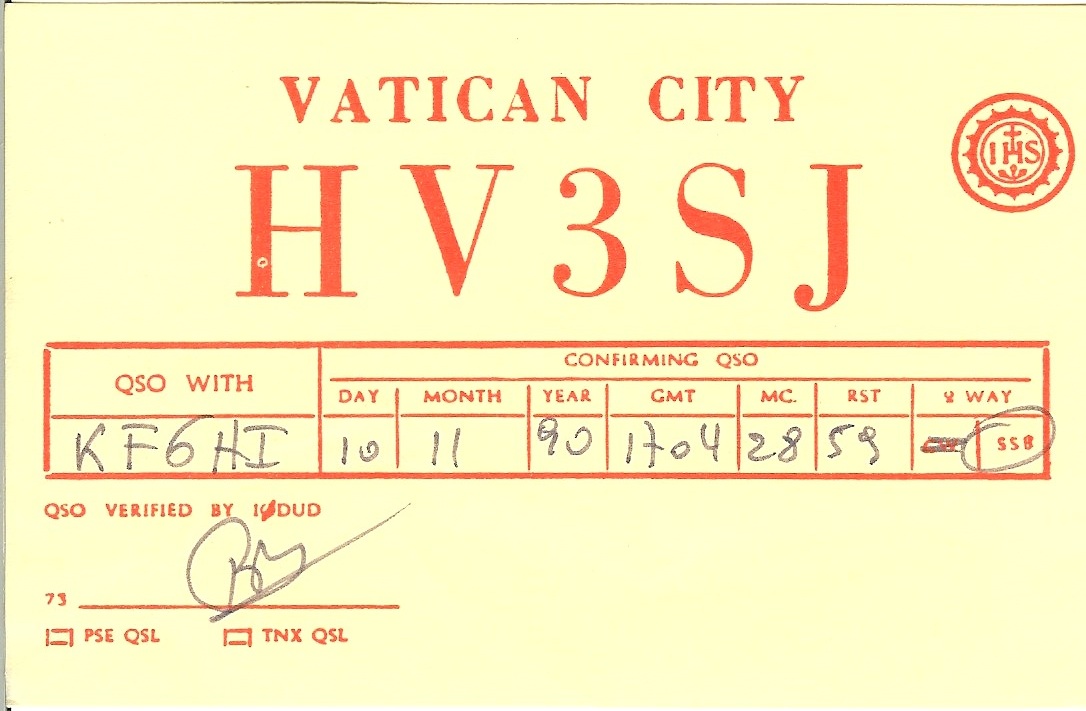 VATICAN CITY
IHS
HV3SJ
QSO WITH
CONFIRMING QSO
DAY MONTH YEAR GMT MC. RST 2 WAY
KF6HI 10 11 90 1704 28 59 SSB
QSO VERIFIED BY I0DUD
73
PSE QSL TNX QSL